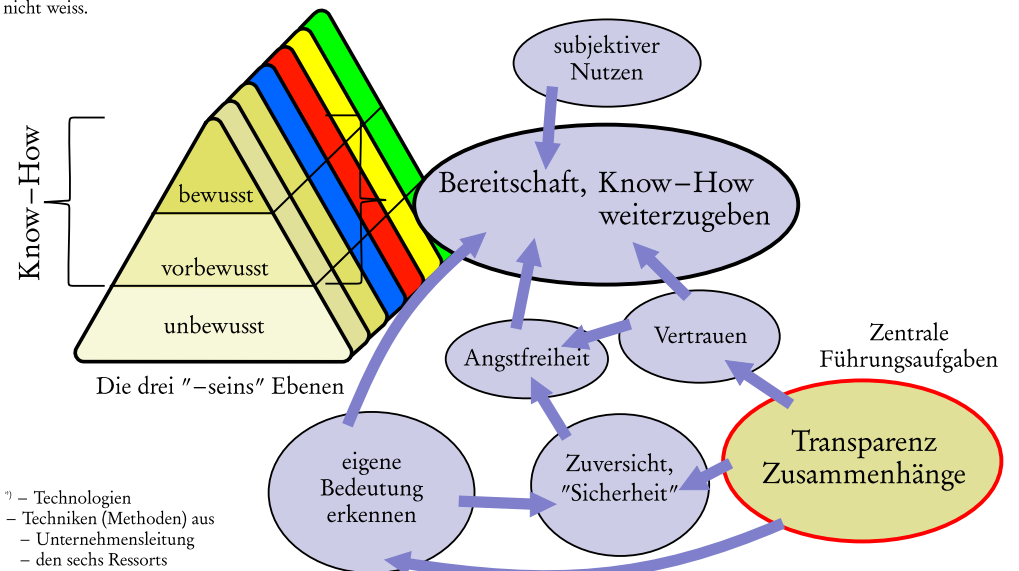 nicht weiss.
subjektiver
Nutzen
Know–How
Bereitschaft, Know–How
weiterzugeben
bewusst
vorbewusst
unbewusst
Die drei "–seins" Ebenen
Angstfreiheit
Vertrauen
Zentrale
Führungsaufgaben
Transparenz
Zusammenhänge
eigene
Bedeutung
erkennen
Zuversicht,
"Sicherheit"
*) – Technologien
– Techniken (Methoden) aus
– Unternehmensleitung
– den sechs Ressorts